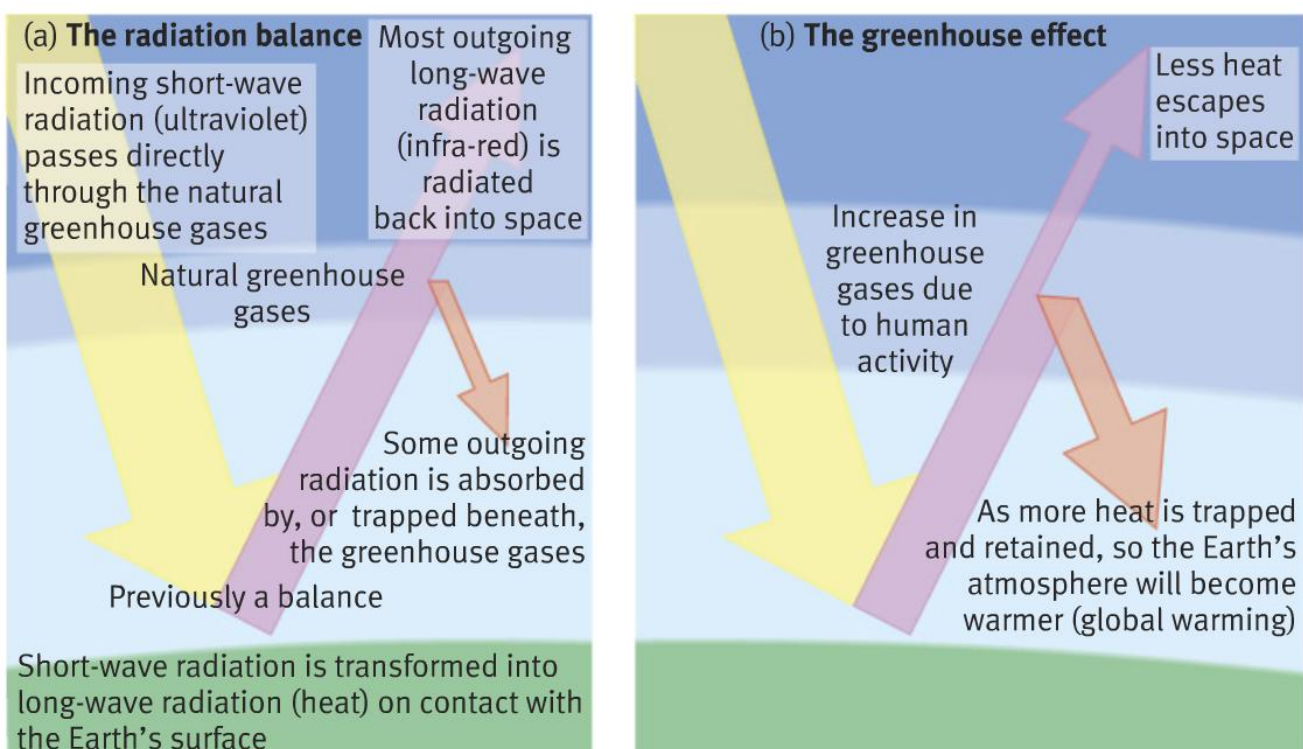 (a) The radiation balance
Incoming short-wave
radiation (ultraviolet)
passes directly
through the natural
greenhouse gases
Most outgoing
long-wave
radiation
(infra-red) is
radiated
back into space
Natural greenhouse
gases
Some outgoing
radiation is absorbed
by, or trapped beneath,
the greenhouse gases
Previously a balance
Short-wave radiation is transformed into
long-wave radiation (heat) on contact with
the Earth's surface
(b) The greenhouse effect
Less heat
escapes
into space
Increase in
greenhouse
gases due
to human
activity
As more heat is trapped
and retained, so the Earth's
atmosphere will become
warmer (global warming)